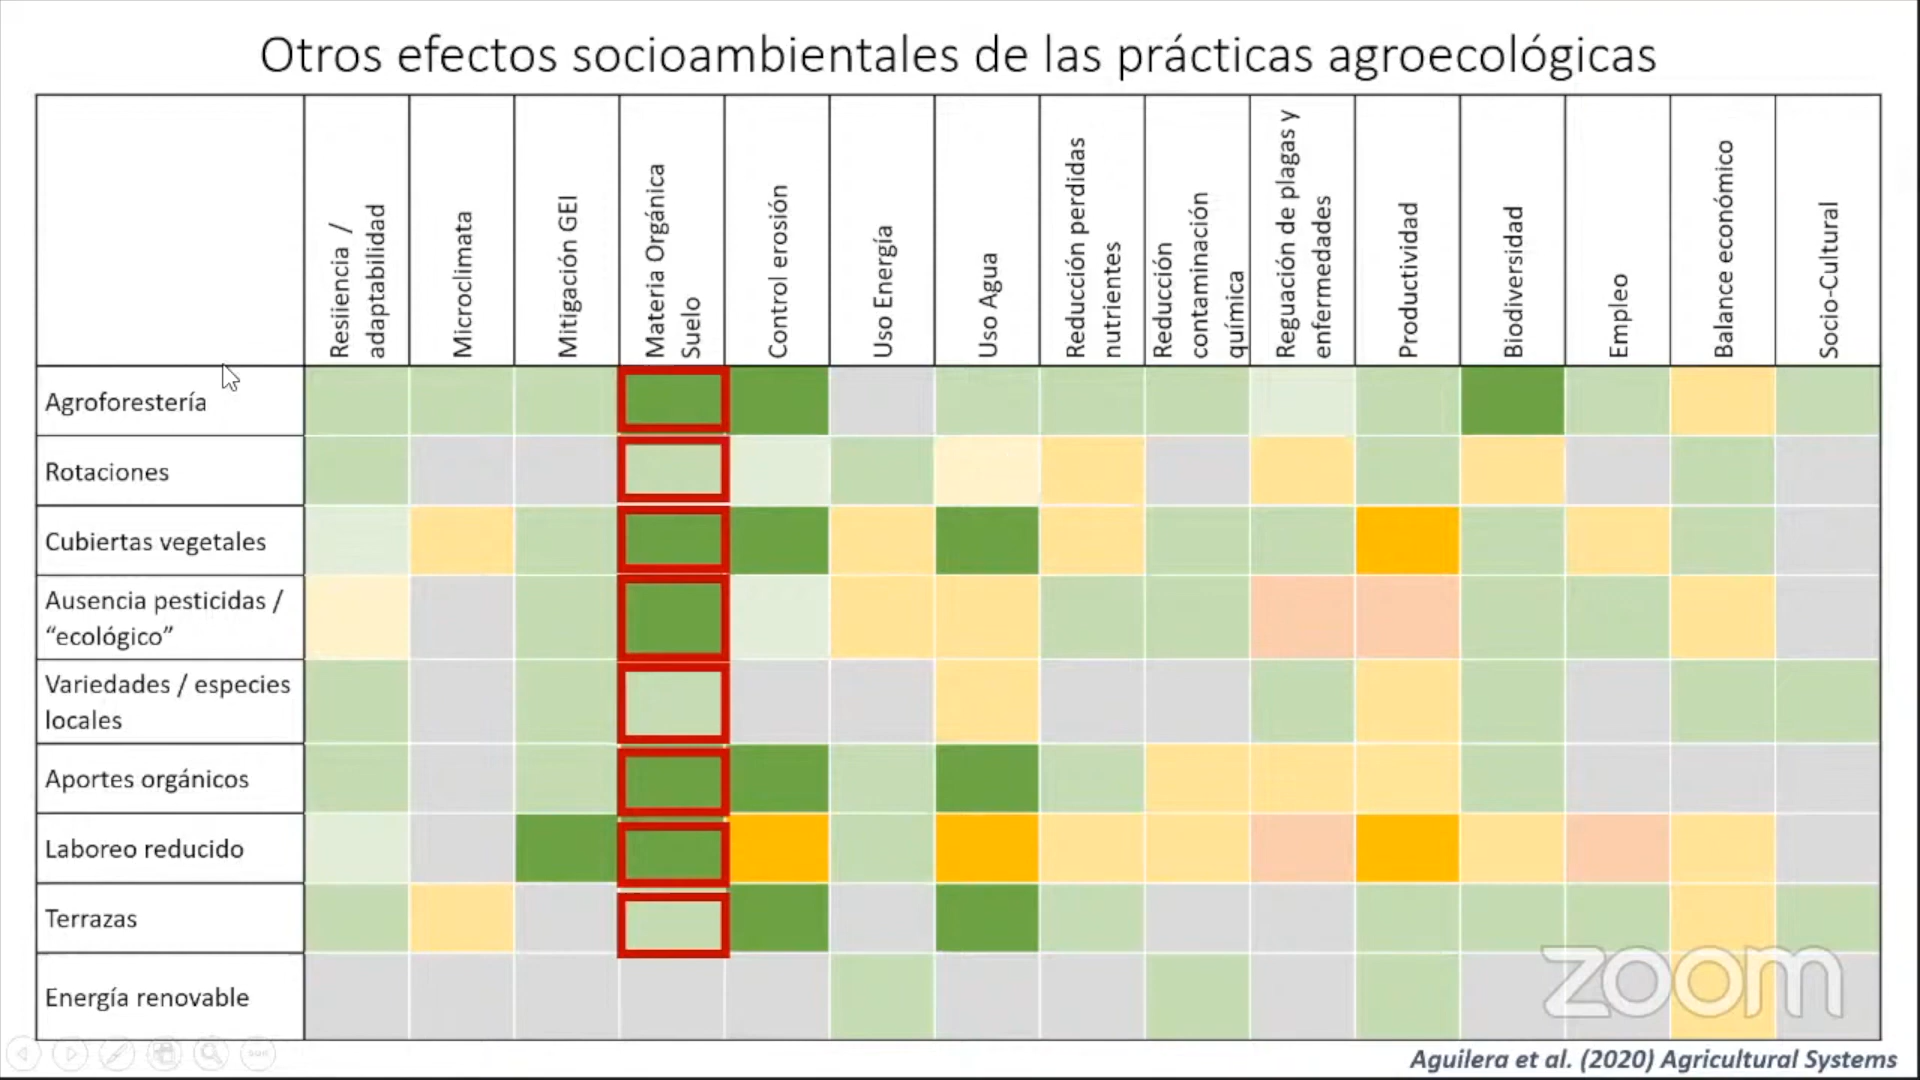 Otros efectos socioambientales de las prácticas agroecológicas
Resiiencia /
adaptabilidad
Microclimata
Mitigación GEI
Materia Orgánica
Suelo
Control erosión
Uso Energía
Uso Agua
Reducción perdidas
nutrientes
Reducción
contaminación
química
Reguación de plagas y
enfermedades
Productividad
Biodiversidad
Empleo
Balance económico
Socio-Cultural
Agroforestería
Rotaciones
Cubiertas vegetales
Ausencia pesticidas /
“ecológico”
Variedades / especies
locales
Aportes orgánicos
Laboreo reducido
Terrazas
Energía renovable
zoom
Aguilera et al. (2020) Agricultural Systems